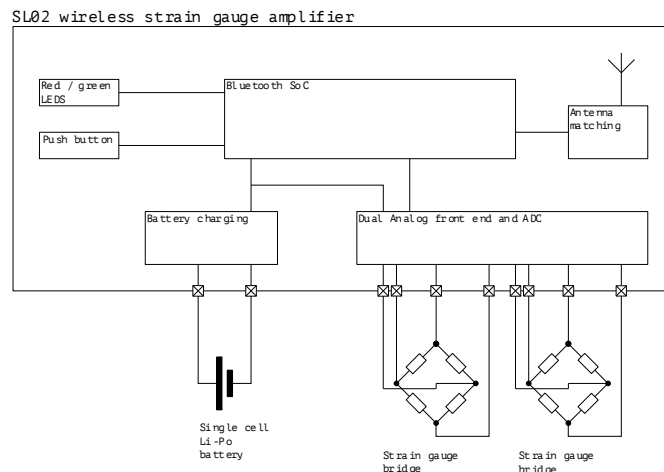 SL02 wireless strain gauge amplifier
Red / green
LEDS
Bluetooth SoC
Antenna
matching
Push button
Battery charging
Dual Analog front end and ADC
Single cell
Li-Po
battery
Strain gauge
bridge
Strain gauge
bridge